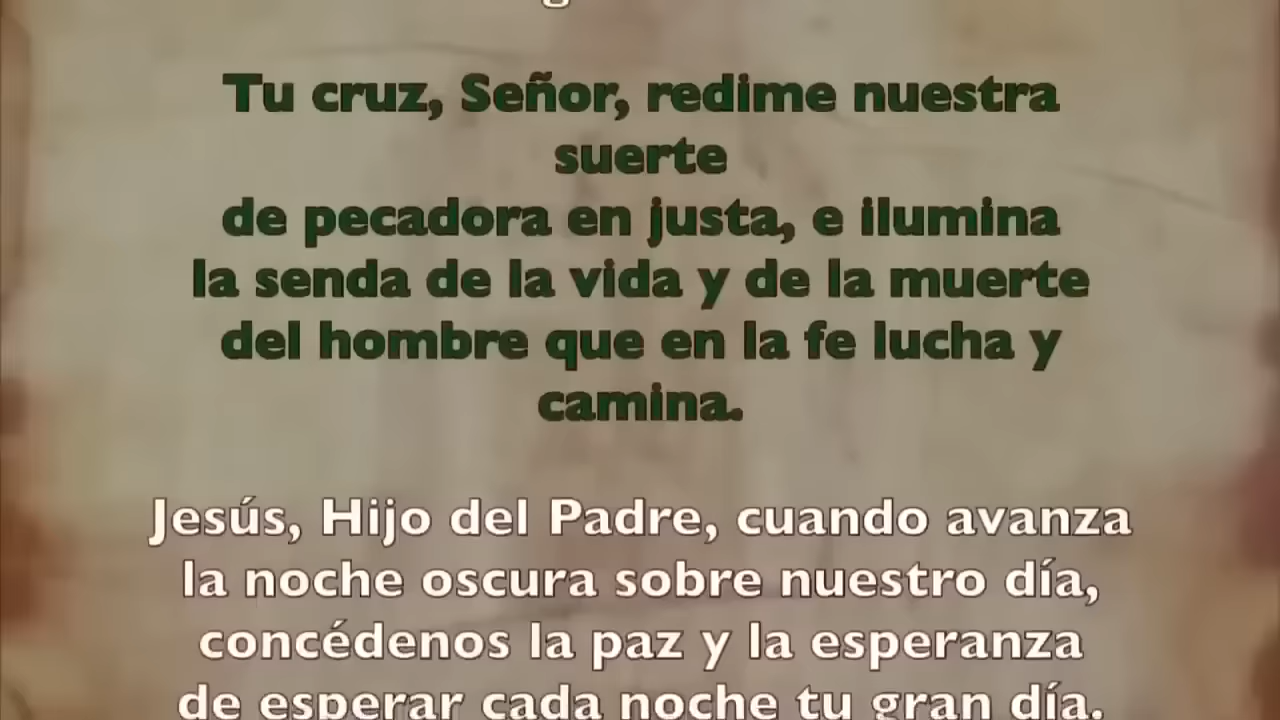 Tu cruz, Señor, redime nuestra
suerte
de pecadora en justa, e ilumina
la senda de la vida y de la muerte
del hombre que en la fe lucha y
camina.
Jesús, Hijo del Padre, cuando avanza
la noche oscura sobre nuestro día,
concédenos la paz y la esperanza
de esperar cada noche tu gran día.